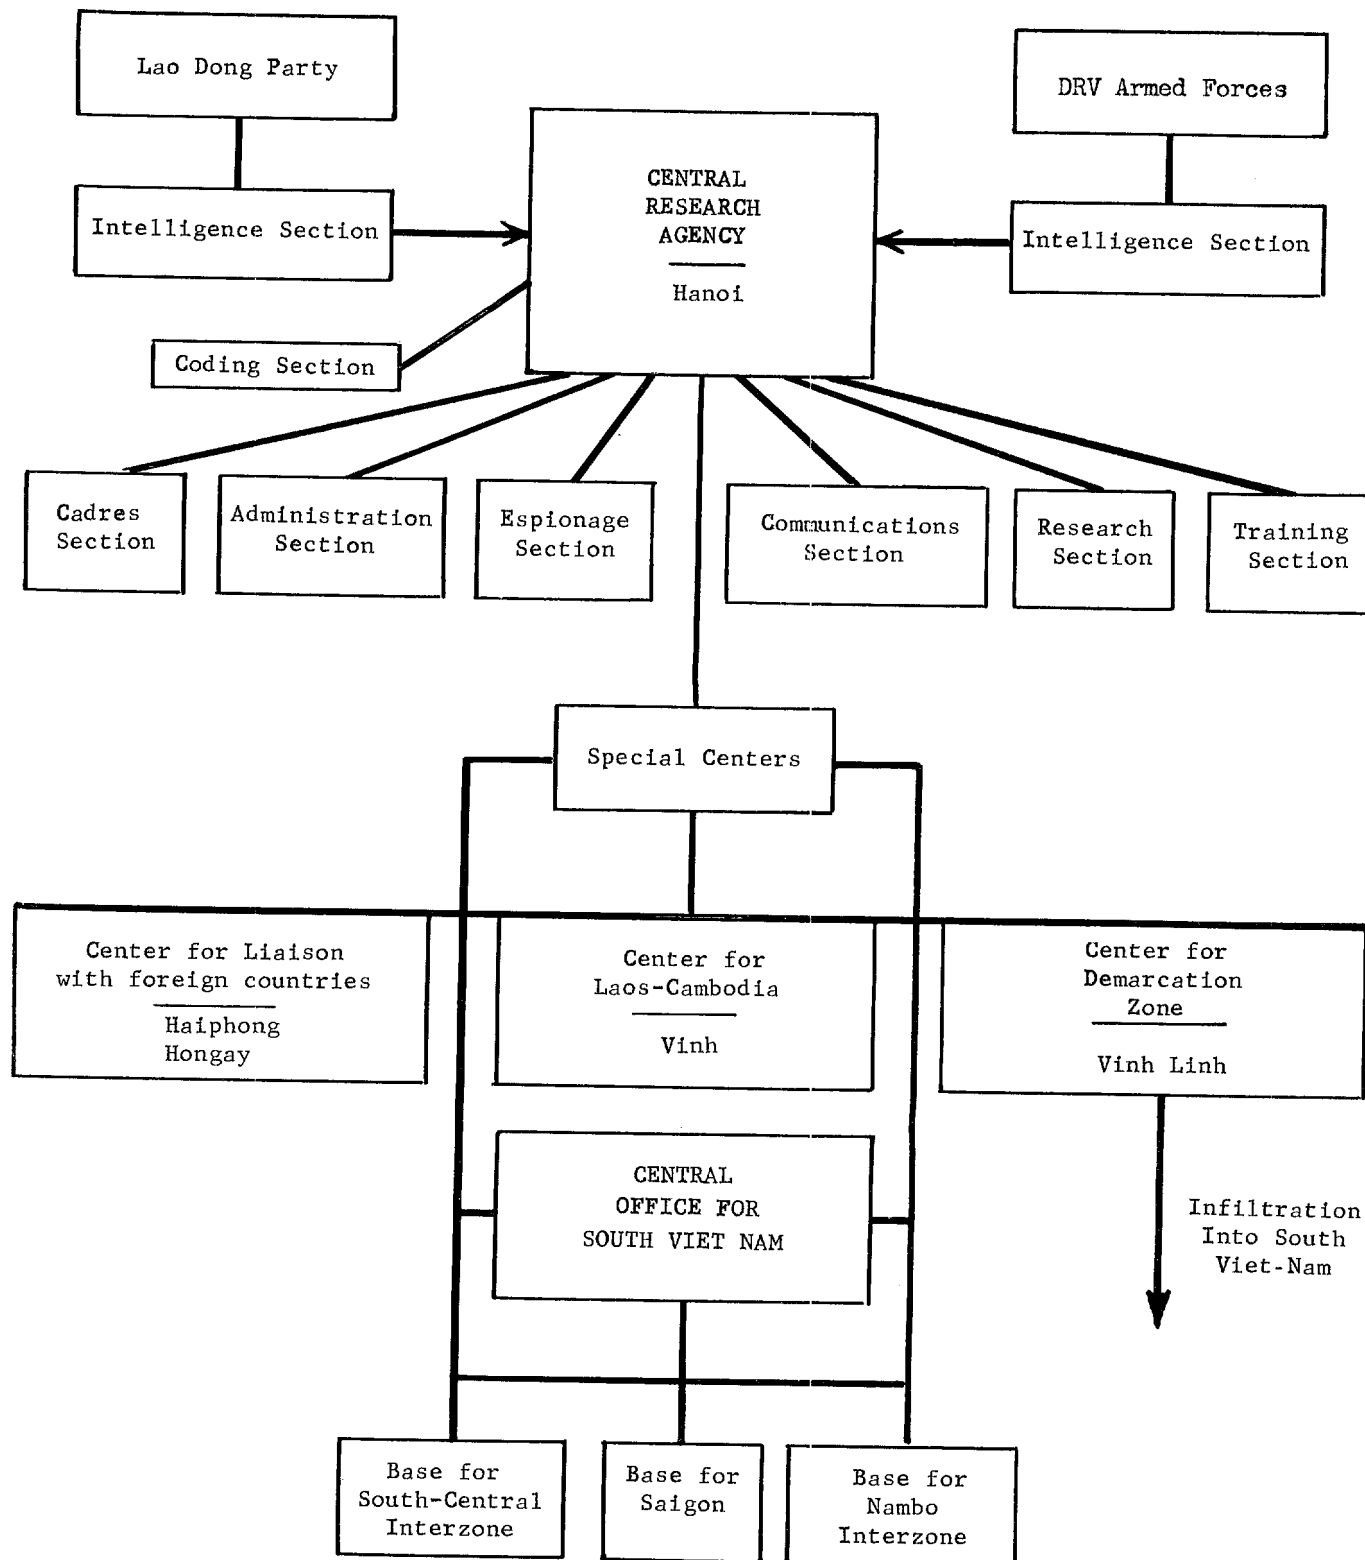 Lao Dong Party
DRV Armed Forces
CENTRAL
RESEARCH
AGENCY
Hanoi
Intelligence Section
Intelligence Section
Coding Section
Cadres
Section
Administration
Section
Espionage
Section
Communications
Section
Research
Section
Training
Section
Special Centers
Center for Liaison
with foreign countries
Haiphong
Hongay
Center for
Laos-Cambodia
Vinh
Center for
Demarcation
Zone
Vinh Linh
CENTRAL
OFFICE FOR
SOUTH VIET NAM
Infiltration
Into South
Viet-Nam
Base for
South-Central
Interzone
Base for
Saigon
Base for
Nambo
Interzone